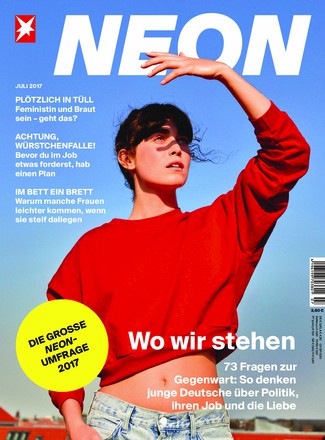 NEON
JULI 2017
PLÖTZLICH IN TÜLL
Feministin und Braut
sein – geht das?
ACHTUNG,
WÜRSTCHENFALLE!
Bevor du im Job
etwas forderst, hab
einen Plan
IM BETT EIN BRETT
Warum manche Frauen
leichter kommen, wenn
sie steif daliegen
DIE GROSSE
NEON-
UMFRAGE
2017
3,80 €
Wo wir stehen
73 Fragen zur
Gegenwart: So denken
junge Deutsche über Politik,
ihren Job und die Liebe